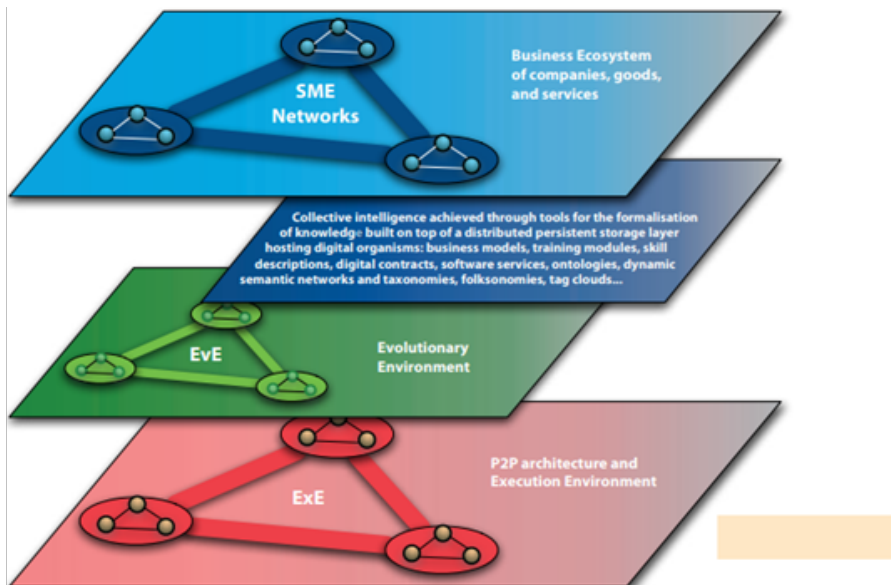 SME
Networks
Business Ecosystem
of companies, goods,
and services
Collective intelligence achieved through tools for the formalisation
of knowledge built on top of a distributed persistent storage layer
hosting digital organisms: business models, training modules, skill
descriptions, digital contracts, software services, ontologies, dynamic
semantic networks and taxonomies, folksonomies, tag clouds...
EvE
Evolutionary
Environment
ExE
P2P architecture and
Execution Environment